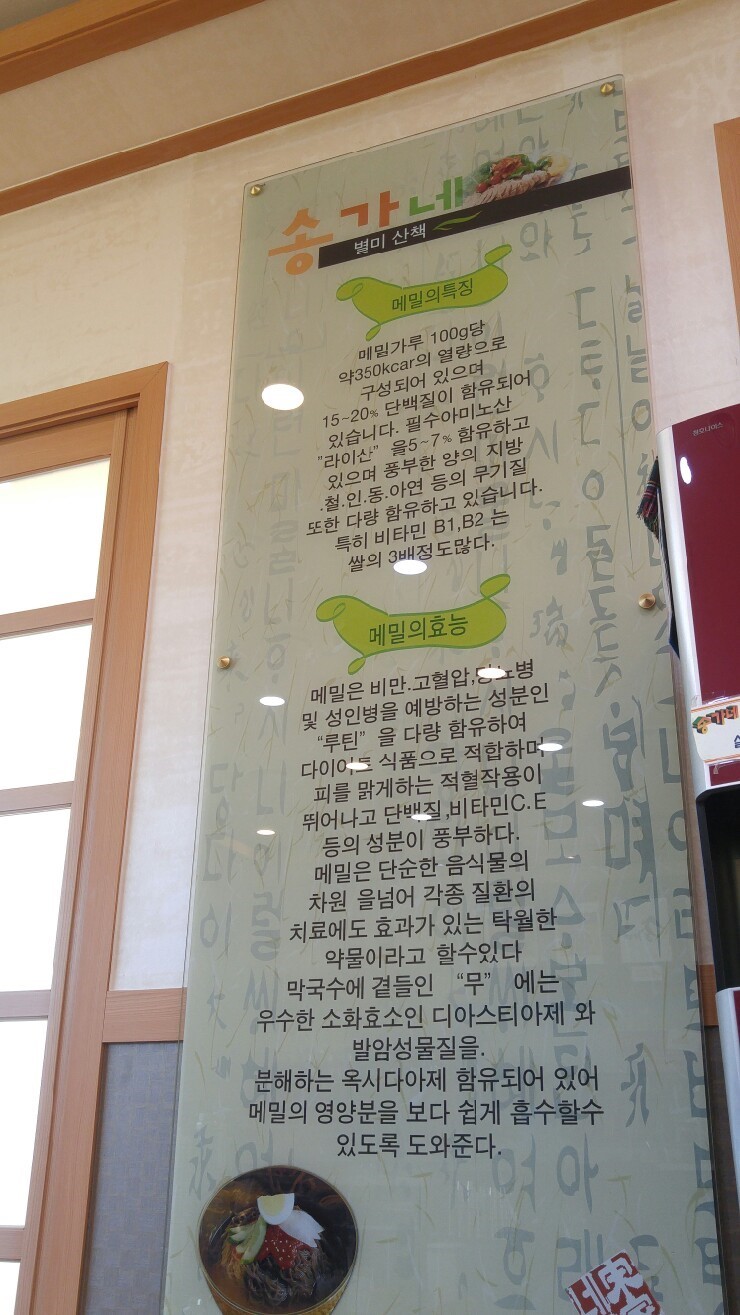 송가네
별미 산책
메밀의특징
메밀가루 100g당
약350kcar의 열량으로
구성되어 있으며
15~20% 단백질이 함유되어
있습니다. 필수아미노산
"라이산" 을5~7% 함유하고
있으며 풍부한 양의 지방
.철.인.동.아연 등의 무기질
또한 다량 함유하고 있습니다.
특히 비타민 B1,B2 는
쌀의 3배정도많다.
메밀의효능
메밀은 비만.고혈압,당뇨병
및 성인병을 예방하는 성분인
"루틴" 을 다량 함유하여
다이이트 식품으로 적합하며
피를 맑게하는 적혈작용이
뛰어나고 단백질,비타민C.E
등의 성분이 풍부하다.
메밀은 단순한 음식물의
차원 을넘어 각종 질환의
치료에도 효과가 있는 탁월한
약물이라고 할수있다
막국수에 곁들인 "무" 에는
우수한 소화효소인 디아스티아제 와
발암성물질을.
분해하는 옥시다아제 함유되어 있어
메밀의 영양분을 보다 쉽게 흡수할수
있도록 도와준다.
청호나이스
송가네